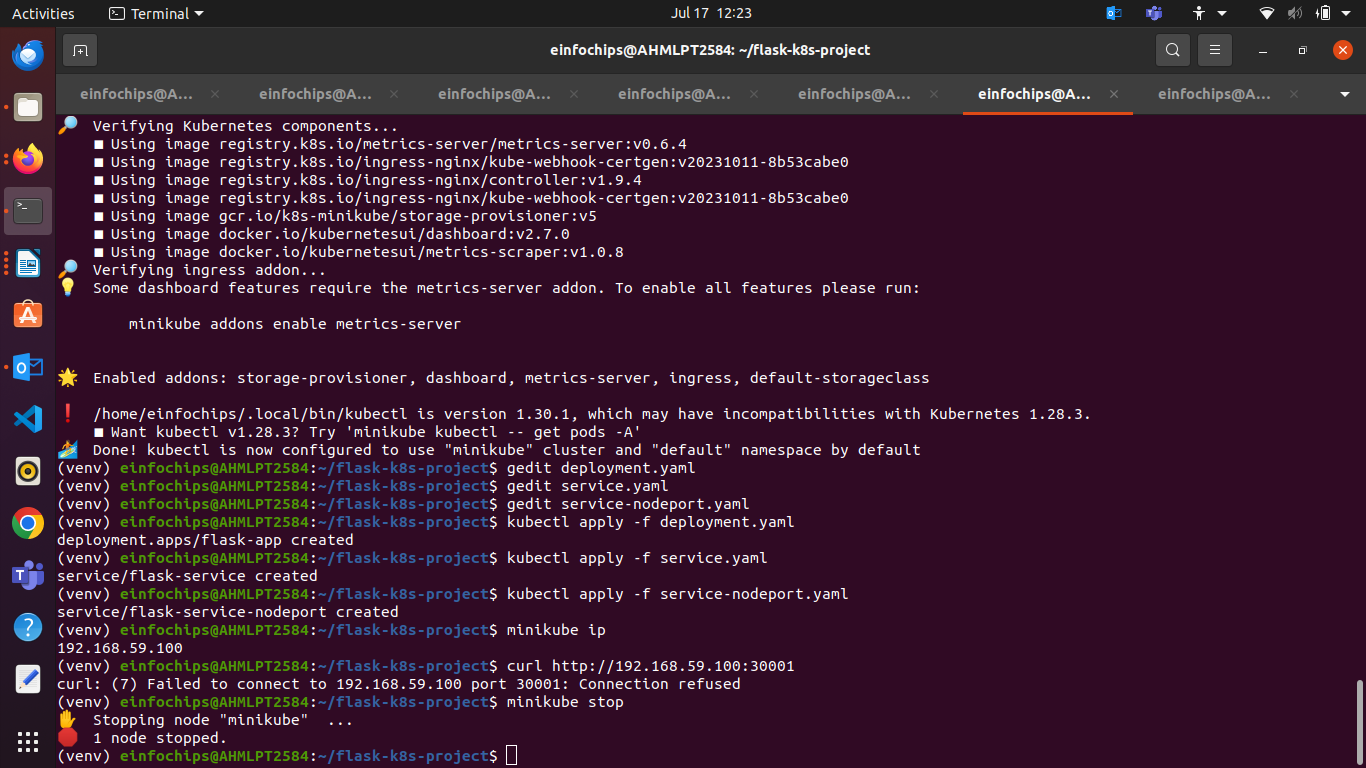 Activities
Terminal
Jul 17 12:23
einfochips@AHMLPT2584: ~/flask-k8s-project
einfochips@A... × einfochips@A... × einfochips@A... × einfochips@A... × einfochips@A... × einfochips@A... × einfochips@A... ×
🔎 Verifying Kubernetes components...
■ Using image registry.k8s.io/metrics-server/metrics-server:v0.6.4
■ Using image registry.k8s.io/ingress-nginx/kube-webhook-certgen:v20231011-8b53cabe0
■ Using image registry.k8s.io/ingress-nginx/controller:v1.9.4
■ Using image registry.k8s.io/ingress-nginx/kube-webhook-certgen:v20231011-8b53cabe0
■ Using image gcr.io/k8s-minikube/storage-provisioner:v5
■ Using image docker.io/kubernetesui/dashboard:v2.7.0
■ Using image docker.io/kubernetesui/metrics-scraper:v1.0.8
🔎 Verifying ingress addon...
💡 Some dashboard features require the metrics-server addon. To enable all features please run:
minikube addons enable metrics-server
🌟 Enabled addons: storage-provisioner, dashboard, metrics-server, ingress, default-storageclass
❗ /home/einfochips/.local/bin/kubectl is version 1.30.1, which may have incompatibilities with Kubernetes 1.28.3.
■ Want kubectl v1.28.3? Try 'minikube kubectl -- get pods -A'
🏄 Done! kubectl is now configured to use "minikube" cluster and "default" namespace by default
(venv) einfochips@AHMLPT2584:~/flask-k8s-project$ gedit deployment.yaml
(venv) einfochips@AHMLPT2584:~/flask-k8s-project$ gedit service.yaml
(venv) einfochips@AHMLPT2584:~/flask-k8s-project$ gedit service-nodeport.yaml
(venv) einfochips@AHMLPT2584:~/flask-k8s-project$ kubectl apply -f deployment.yaml
deployment.apps/flask-app created
(venv) einfochips@AHMLPT2584:~/flask-k8s-project$ kubectl apply -f service.yaml
service/flask-service created
(venv) einfochips@AHMLPT2584:~/flask-k8s-project$ kubectl apply -f service-nodeport.yaml
service/flask-service-nodeport created
(venv) einfochips@AHMLPT2584:~/flask-k8s-project$ minikube ip
192.168.59.100
(venv) einfochips@AHMLPT2584:~/flask-k8s-project$ curl http://192.168.59.100:30001
curl: (7) Failed to connect to 192.168.59.100 port 30001: Connection refused
(venv) einfochips@AHMLPT2584:~/flask-k8s-project$ minikube stop
✋ Stopping node "minikube" ...
🛑 1 node stopped.
(venv) einfochips@AHMLPT2584:~/flask-k8s-project$